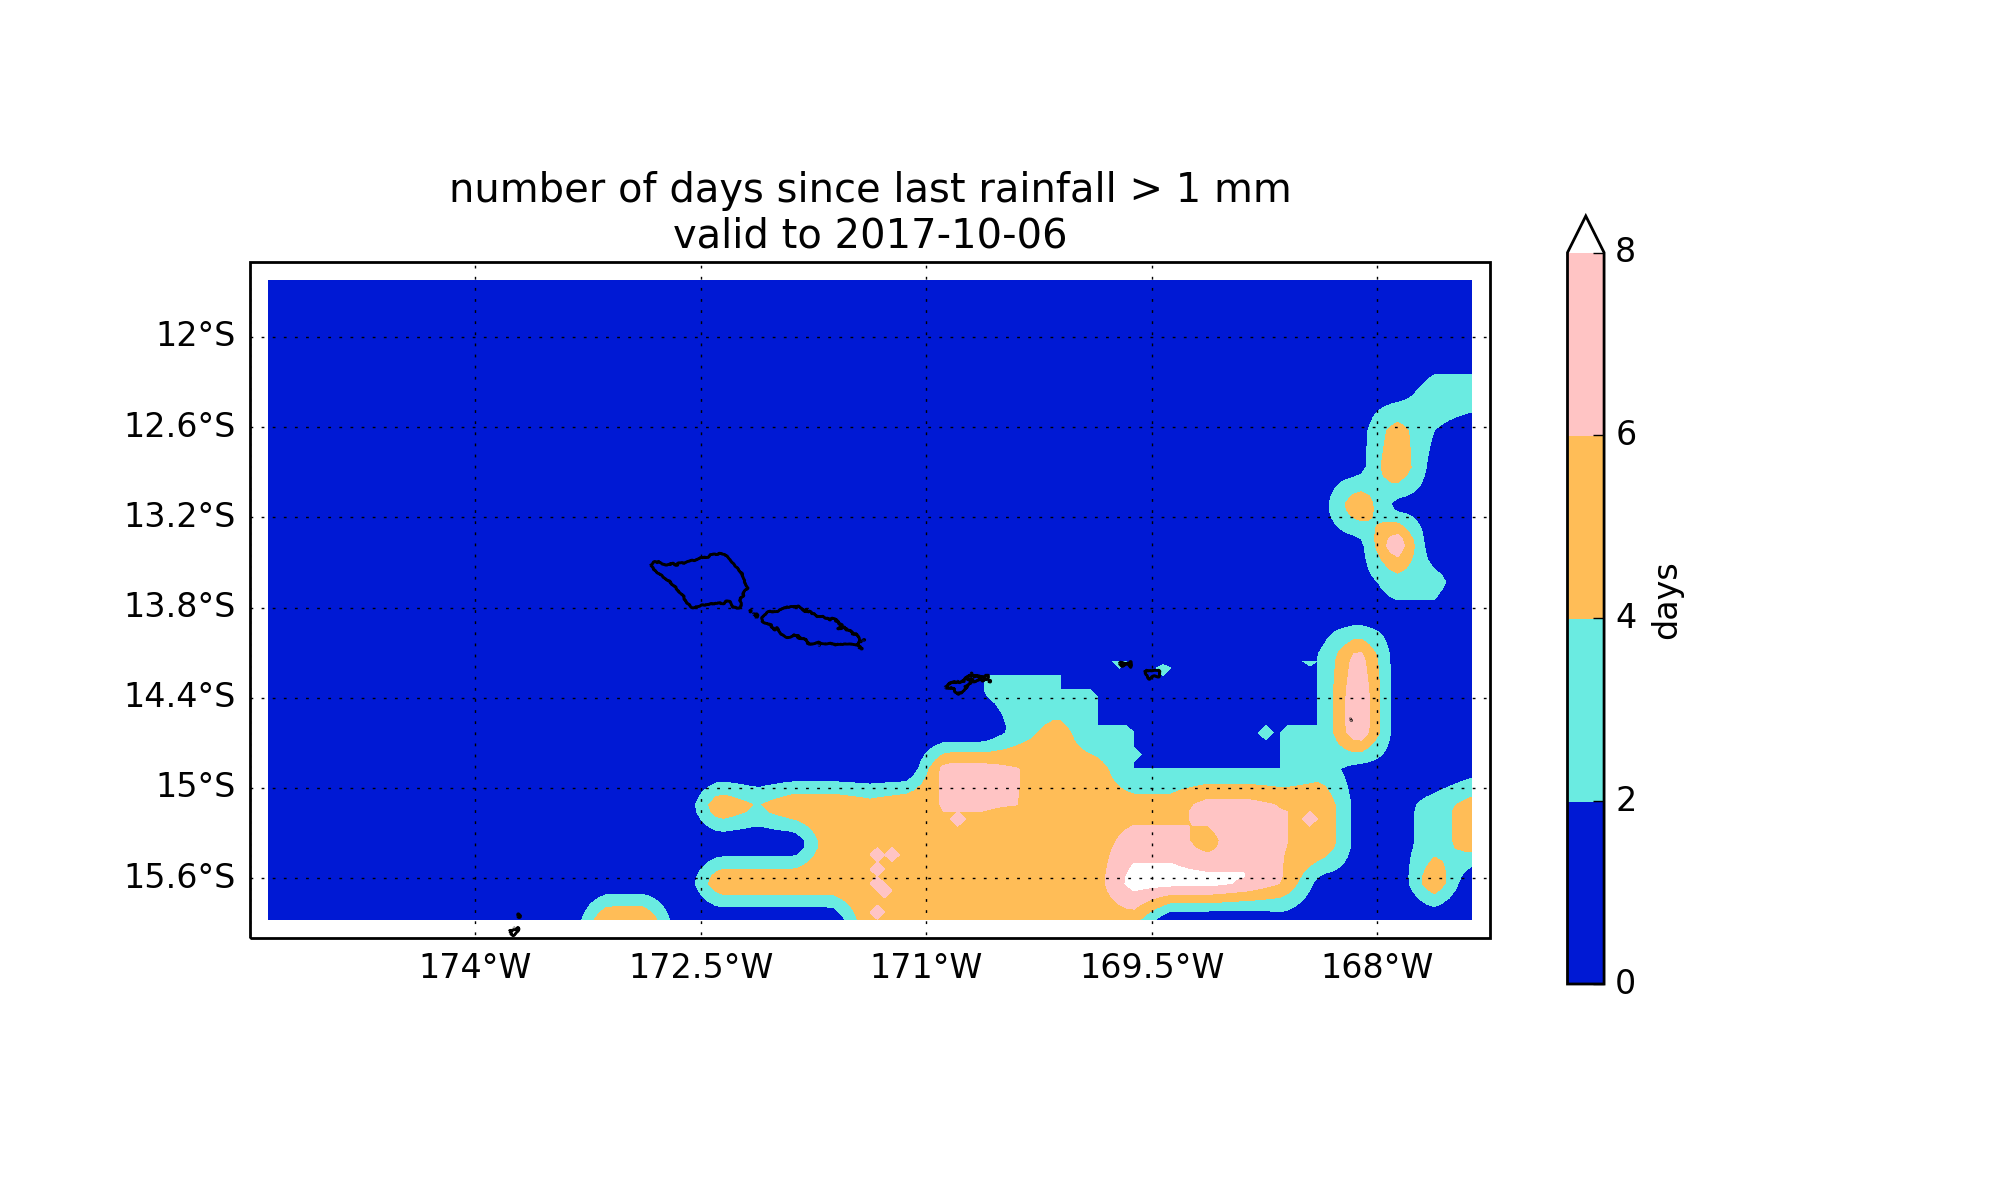 number of days since last rainfall > 1 mm
valid to 2017-10-06
12°S
12.6°S
13.2°S
13.8°S
14.4°S
15°S
15.6°S
174°W
172.5°W
171°W
169.5°W
168°W
8
6
4
2
0
days